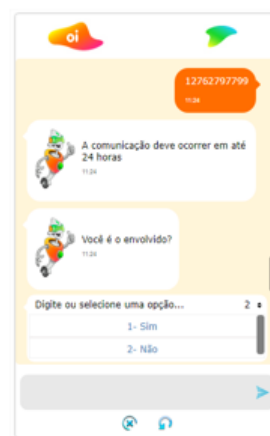 oi
12762797799
11:24
A comunicação deve ocorrer em até
24 horas
11:24
Você é o envolvido?
11:24
Digite ou selecione uma opção... 2
1- Sim
2- Não